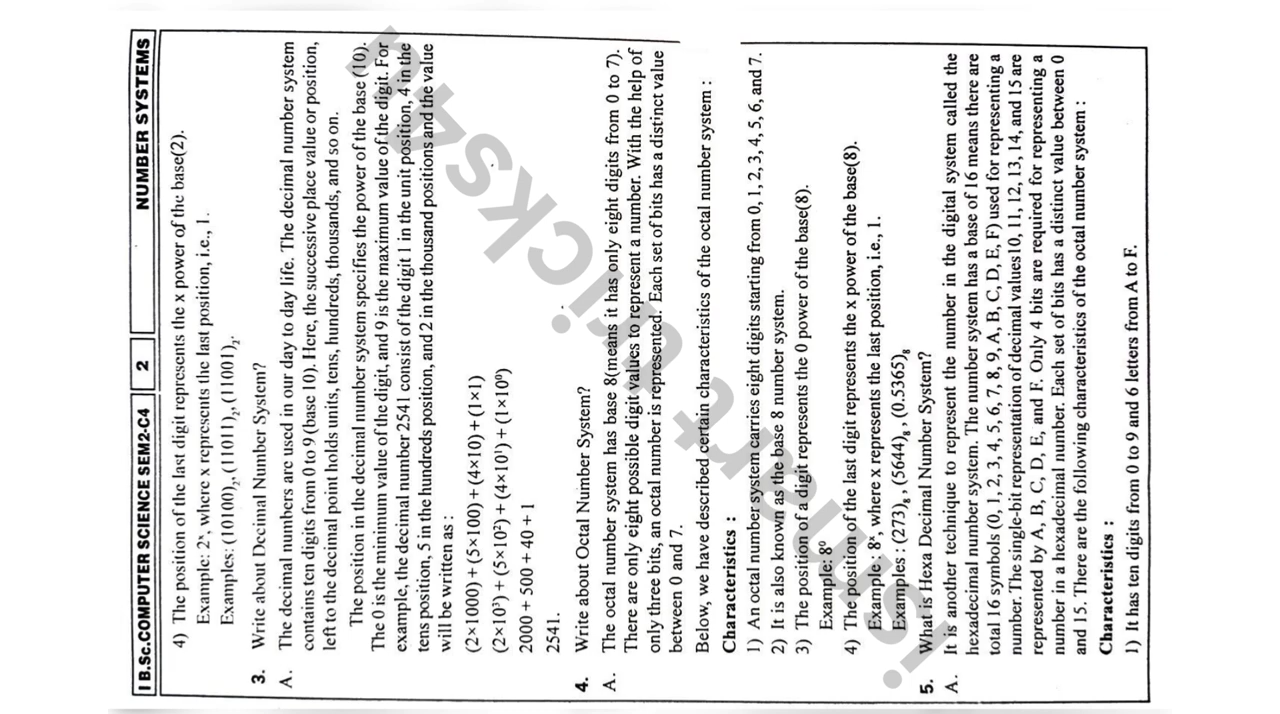 I B.Sc.COMPUTER SCIENCE SEM2-C4 2 NUMBER SYSTEMS
4) The position of the last digit represents the x power of the base(2).
Example: 2ˣ, where x represents the last position, i.e., 1.
Examples: (10100)₂, (11011)₂, (11001)₂.
3. Write about Decimal Number System?
A. The decimal numbers are used in our day to day life. The decimal number system
contains ten digits from 0 to 9 (base 10). Here, the successive place value or position,
left to the decimal point holds units, tens, hundreds, thousands, and so on.
The position in the decimal number system specifies the power of the base (10).
The 0 is the minimum value of the digit, and 9 is the maximum value of the digit. For
example, the decimal number 2541 consist of the digit 1 in the unit position, 4 in the
tens position, 5 in the hundreds position, and 2 in the thousand positions and the value
will be written as :
(2×1000) + (5×100) + (4×10) + (1×1)
(2×10³) + (5×10²) + (4×10¹) + (1×10⁰)
2000 + 500 + 40 + 1
2541.
4. Write about Octal Number System?
A. The octal number system has base 8(means it has only eight digits from 0 to 7).
There are only eight possible digit values to represent a number. With the help of
only three bits, an octal number is represented. Each set of bits has a distinct value
between 0 and 7.
Below, we have described certain characteristics of the octal number system :
Characteristics :
1) An octal number system carries eight digits starting from 0, 1, 2, 3, 4, 5, 6, and 7.
2) It is also known as the base 8 number system.
3) The position of a digit represents the 0 power of the base(8).
Example: 8⁰
4) The position of the last digit represents the x power of the base(8).
Example : 8ˣ, where x represents the last position, i.e., 1.
Examples : (273)₈, (5644)₈, (0.5365)₈
5. What is Hexa Decimal Number System?
A. It is another technique to represent the number in the digital system called the
hexadecimal number system. The number system has a base of 16 means there are
total 16 symbols (0, 1, 2, 3, 4, 5, 6, 7, 8, 9, A, B, C, D, E, F) used for representing a
number. The single-bit representation of decimal values10, 11, 12, 13, 14, and 15 are
represented by A, B, C, D, E, and F. Only 4 bits are required for representing a
number in a hexadecimal number. Each set of bits has a distinct value between 0
and 15. There are the following characteristics of the octal number system :
Characteristics :
1) It has ten digits from 0 to 9 and 6 letters from A to F.
ismart turicks4u